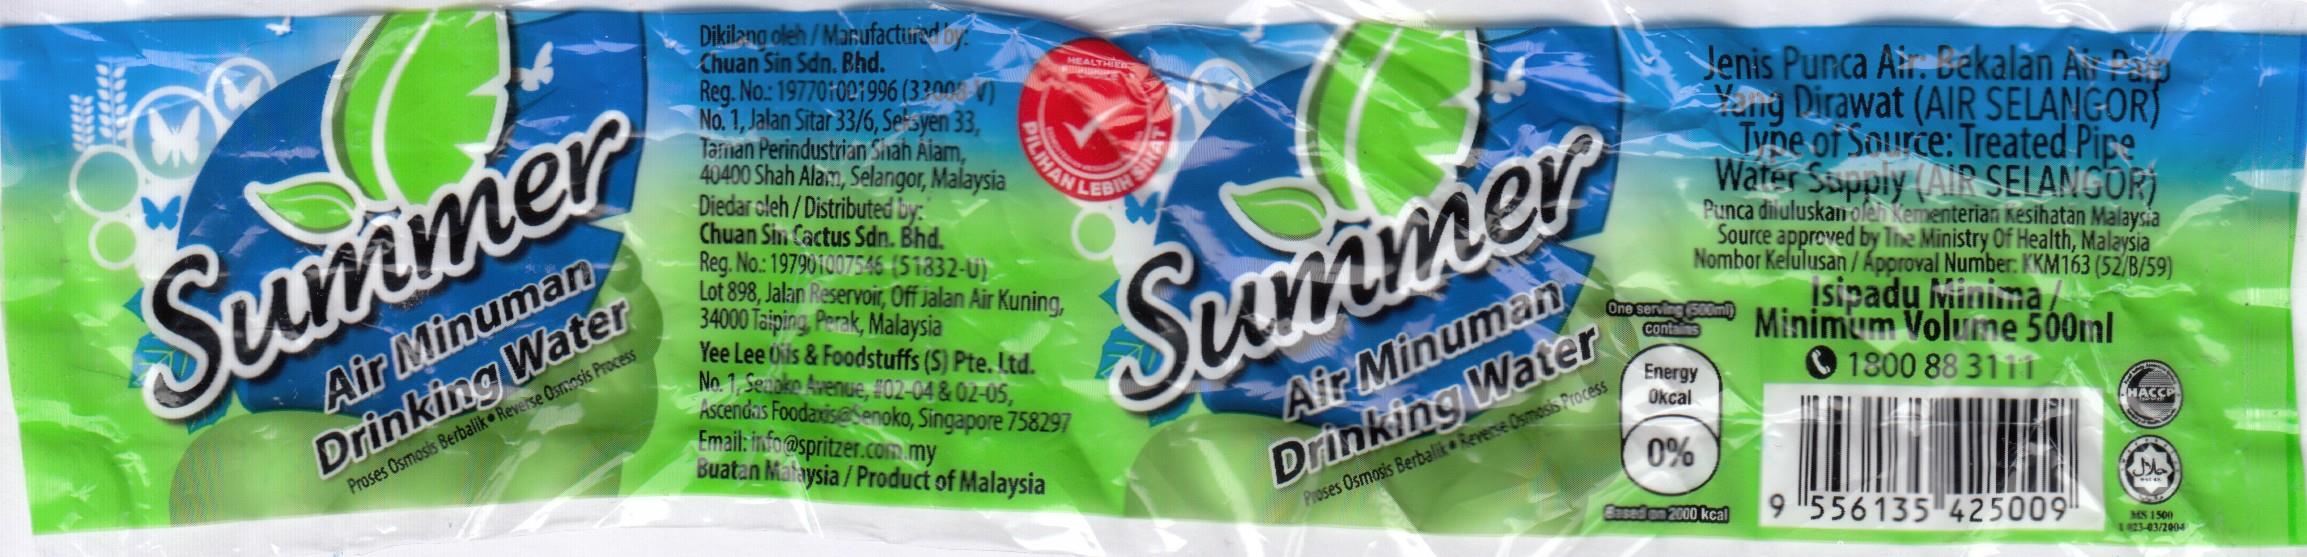 Summer
Air Minuman
Drinking Water
Proses Osmosis Berbalik • Reverse Osmosis Process
Dikilang oleh / Manufactured by:
Chuan Sin Sdn. Bhd.
Reg. No.: 197701001996 (33008-V)
No. 1, Jalan Sitar 33/6, Seksyen 33,
Taman Perindustrian Shah Alam,
40400 Shah Alam, Selangor, Malaysia
Diedar oleh / Distributed by:
Chuan Sin Cactus Sdn. Bhd.
Reg. No.: 197901007546 (51832-U)
Lot 898, Jalan Reservoir, Off Jalan Air Kuning,
34000 Taiping, Perak, Malaysia
Yee Lee Oils & Foodstuffs (S) Pte. Ltd.
No. 1, Senoko Avenue, #02-04 & 02-05,
Ascendas Foodaxis@Senoko, Singapore 758297
Email: info@spritzer.com.my
Buatan Malaysia / Product of Malaysia
HEALTHIER
PILIHAN LEBIH SIHAT
Summer
Air Minuman
Drinking Water
Proses Osmosis Berbalik • Reverse Osmosis Process
One serving (500ml)
contains
Energy
0kcal
0%
Based on 2000 kcal
Jenis Punca Air: Bekalan Air Paip
Yang Dirawat (AIR SELANGOR)
Type of Source: Treated Pipe
Water Supply (AIR SELANGOR)
Punca diluluskan oleh Kementerian Kesihatan Malaysia
Source approved by The Ministry Of Health, Malaysia
Nombor Kelulusan / Approval Number: KKM163 (52/B/59)
Isipadu Minima /
Minimum Volume 500ml
1800 88 3111
9 556135 425009
HACCP
حلال
MS 1500
1 023-03/2004